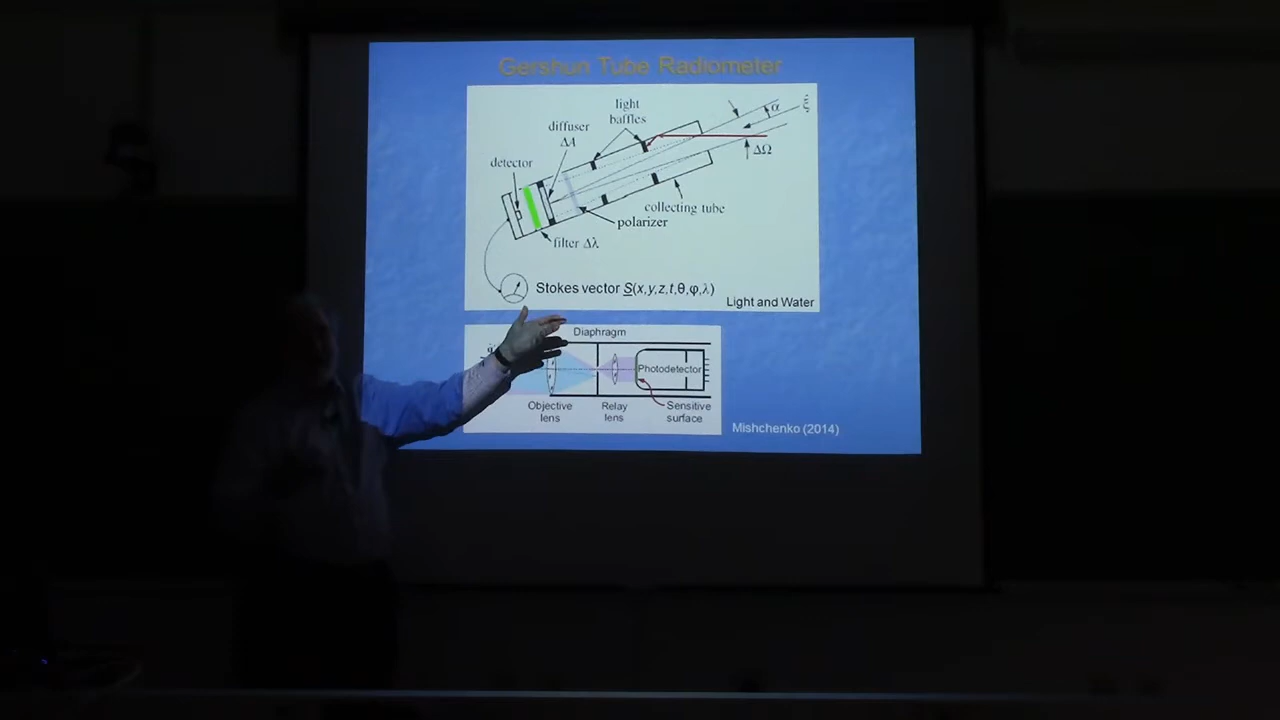 Gershun Tube Radiometer
light
baffles
diffuser
ΔA
detector
α
ξ
ΔΩ
collecting tube
polarizer
filter Δλ
Stokes vector S(x,y,z,t,θ,φ,λ)
Light and Water
Diaphragm
Photodetector
Objective
lens
Relay
lens
Sensitive
surface
Mishchenko (2014)